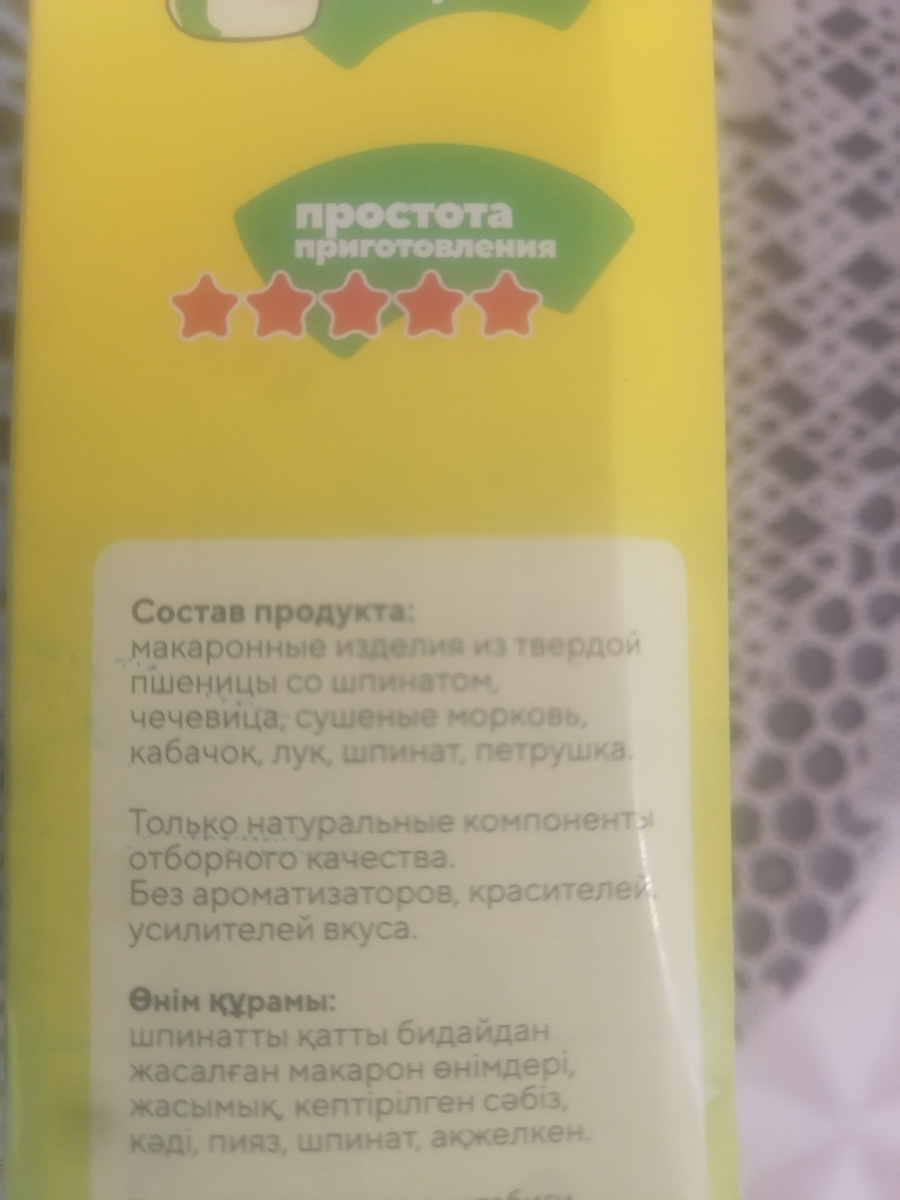 простота
приготовления
Состав продукта:
макаронные изделия из твердой
пшеницы со шпинатом,
чечевица, сушеные морковь,
кабачок, лук, шпинат, петрушка.
Только натуральные компоненты
отборного качества.
Без ароматизаторов, красителей,
усилителей вкуса.
Өнім құрамы:
шпинатты қатты бидайдан
жасалған макарон өнімдері,
жасымық, кептірілген сәбіз,
кәді, пияз, шпинат, ақжелкен.